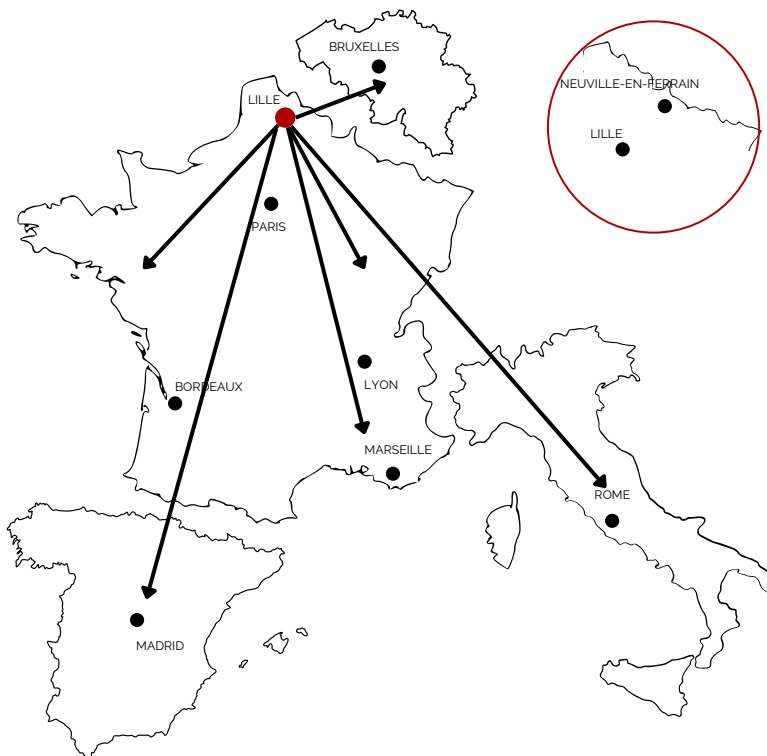 BRUXELLES
LILLE
NEUVILLE-EN-FERRAIN
LILLE
PARIS
BORDEAUX
LYON
MARSEILLE
ROME
MADRID